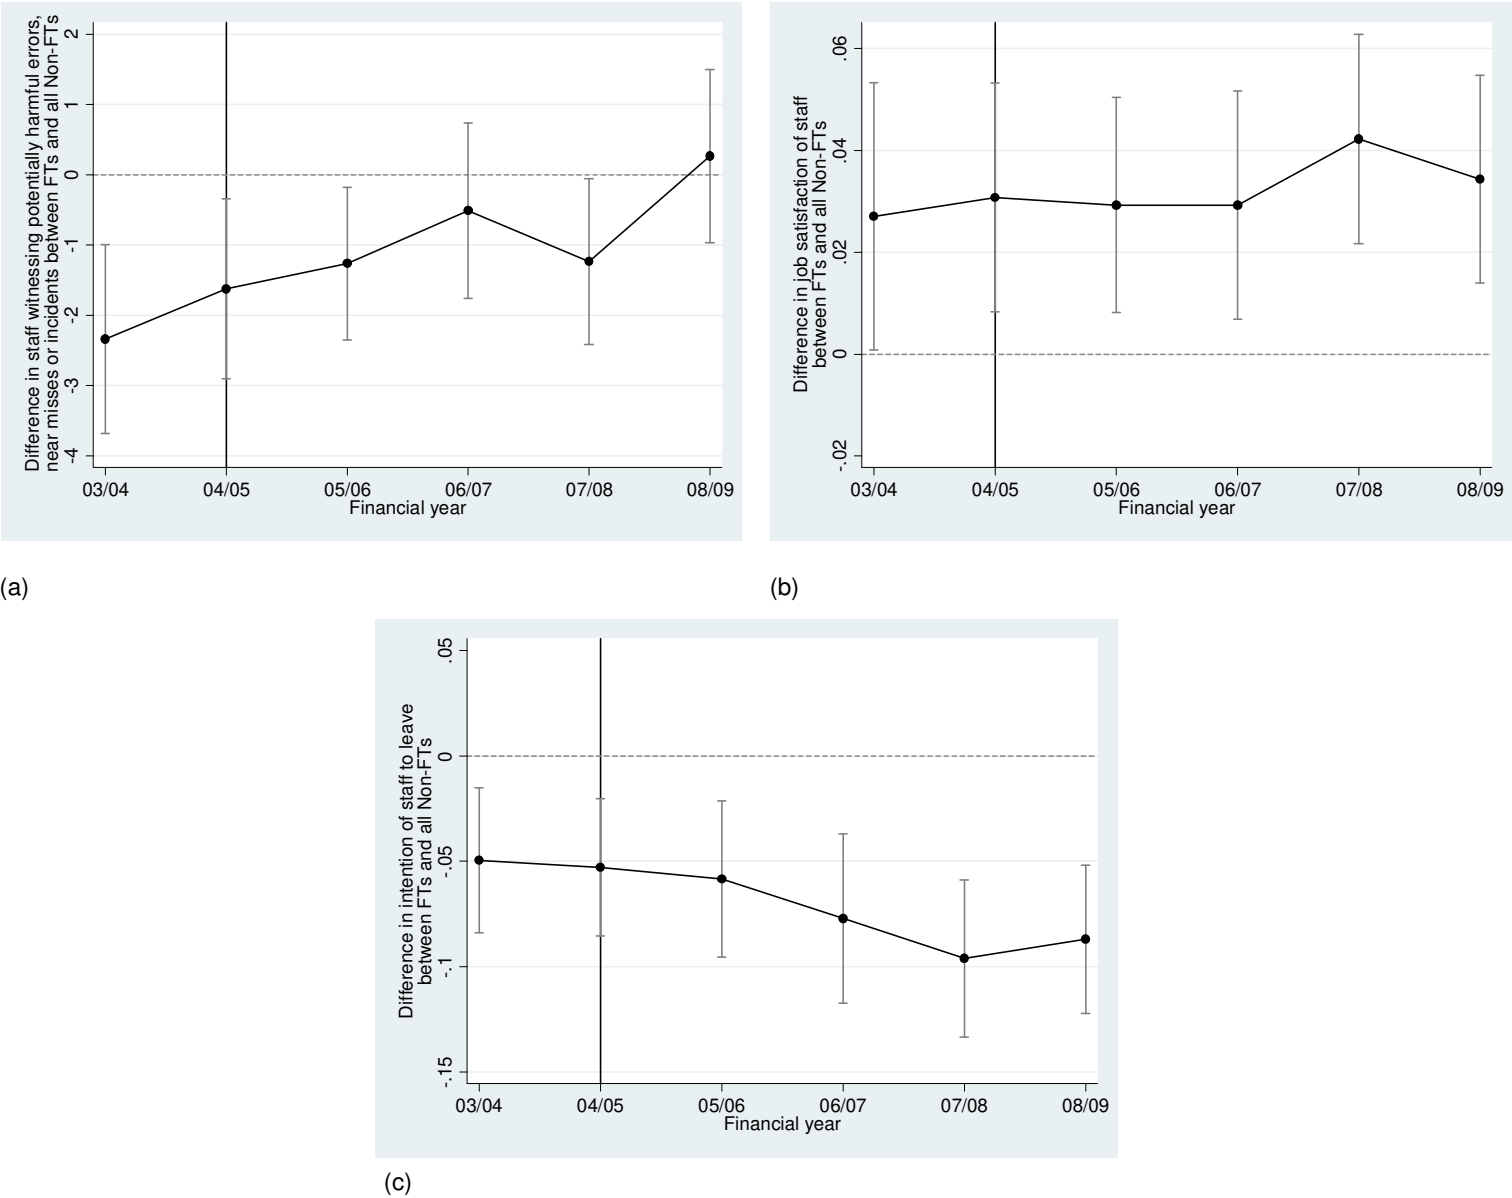 Difference in staff witnessing potentially harmful errors,
near misses or incidents between FTs and all Non-FTs
2
1
0
-1
-2
-3
-4
03/04 04/05 05/06 06/07 07/08 08/09
Financial year
(a)
Difference in job satisfaction of staff
between FTs and all Non-FTs
.06
.04
.02
0
-.02
03/04 04/05 05/06 06/07 07/08 08/09
Financial year
(b)
Difference in intention of staff to leave
between FTs and all Non-FTs
.05
0
-.05
-.1
-.15
03/04 04/05 05/06 06/07 07/08 08/09
Financial year
(c)